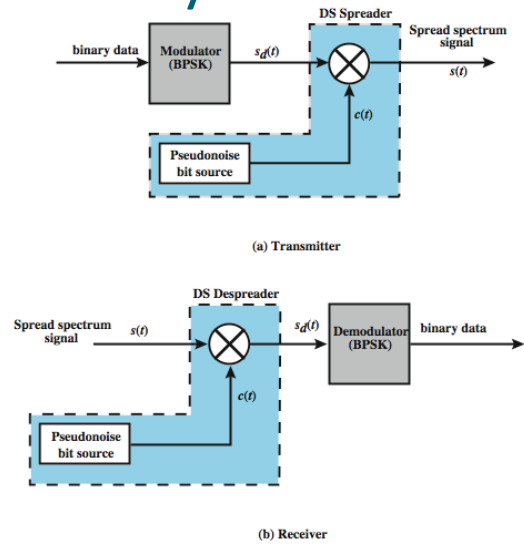 DS Spreader
Spread spectrum
signal
binary data
Modulator
(BPSK)
sd(t)
s(t)
c(t)
Pseudonoise
bit source
(a) Transmitter
DS Despreader
Spread spectrum
signal
s(t)
sd(t)
Demodulator
(BPSK)
binary data
c(t)
Pseudonoise
bit source
(b) Receiver